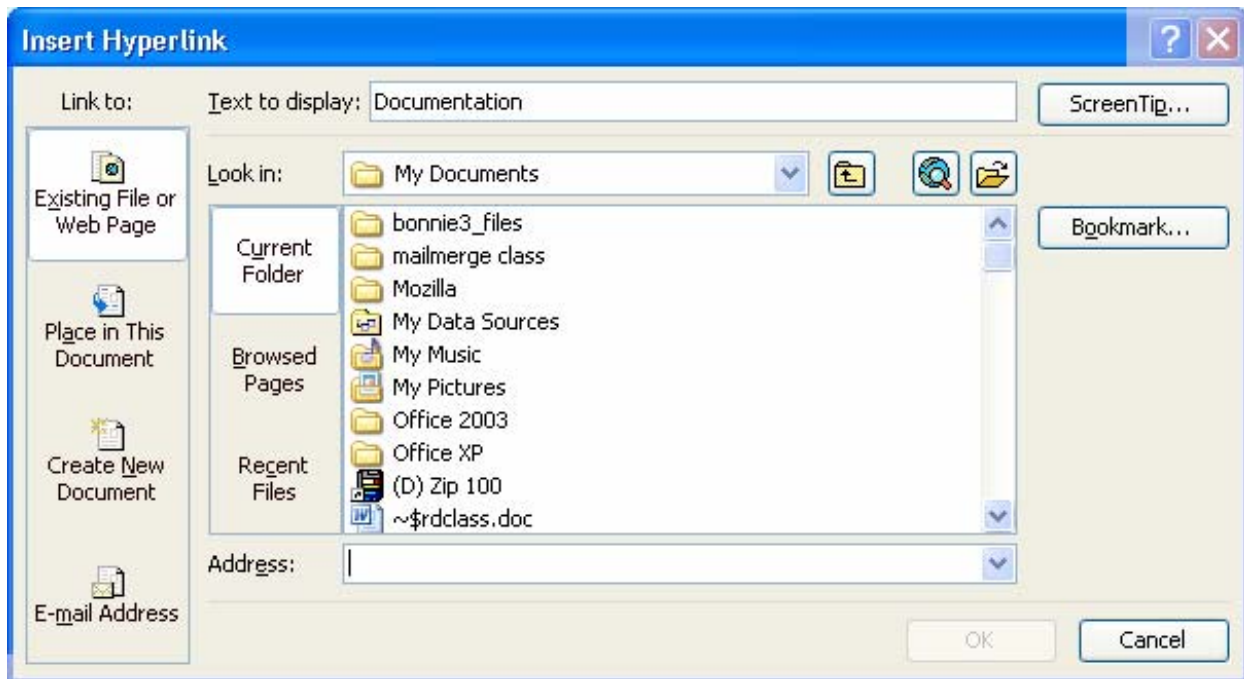 Insert Hyperlink
?
Link to:
Text to display: Documentation
ScreenTip...
Existing File or
Web Page
Place in This
Document
Create New
Document
E-mail Address
Look in: My Documents
Bookmark...
Current
Folder
Browsed
Pages
Recent
Files
bonnie3_files
mailmerge class
Mozilla
My Data Sources
My Music
My Pictures
Office 2003
Office XP
(D) Zip 100
~$rdclass.doc
Address:
OK
Cancel